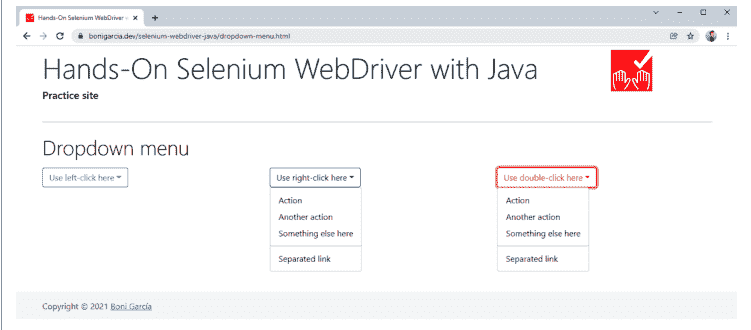 Hands-On Selenium WebDriver -
bonigarcia.dev/selenium-webdriver-java/dropdown-menu.html
Hands-On Selenium WebDriver with Java
Practice site
Dropdown menu
Use left-click here
Use right-click here
Action
Another action
Something else here
Separated link
Use double-click here
Action
Another action
Something else here
Separated link
Copyright © 2021 Boni García